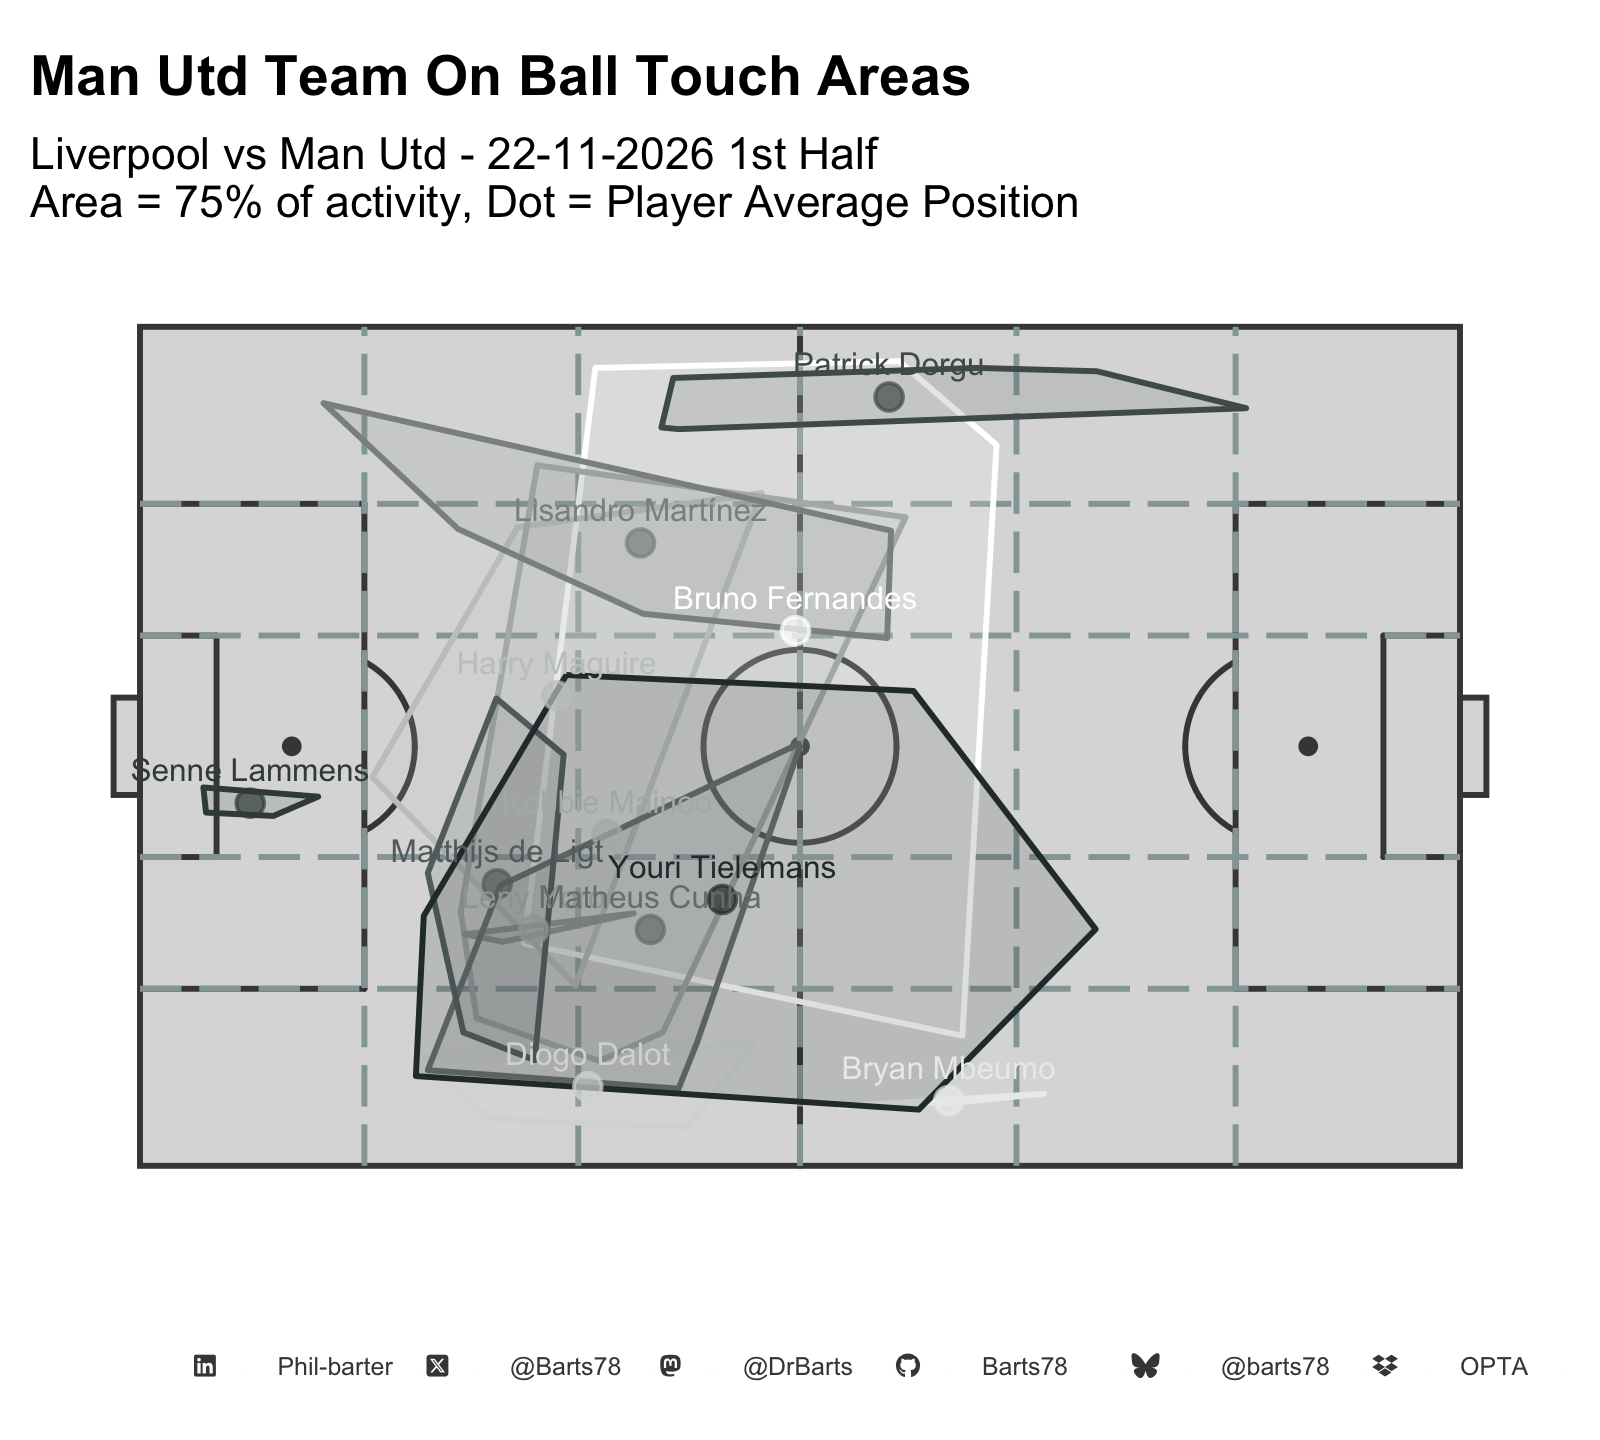 Man Utd Team On Ball Touch Areas
Liverpool vs Man Utd - 22-11-2026 1st Half
Area = 75% of activity, Dot = Player Average Position
Patrick Dorgu
Lisandro Martínez
Bruno Fernandes
Harry Maguire
Senne Lammens
Kobbie Mainoo
Matthijs de Ligt
Youri Tielemans
Leny
Matheus Cunha
Diogo Dalot
Bryan Mbeumo
Phil-barter @Barts78 @DrBarts Barts78 @barts78 OPTA